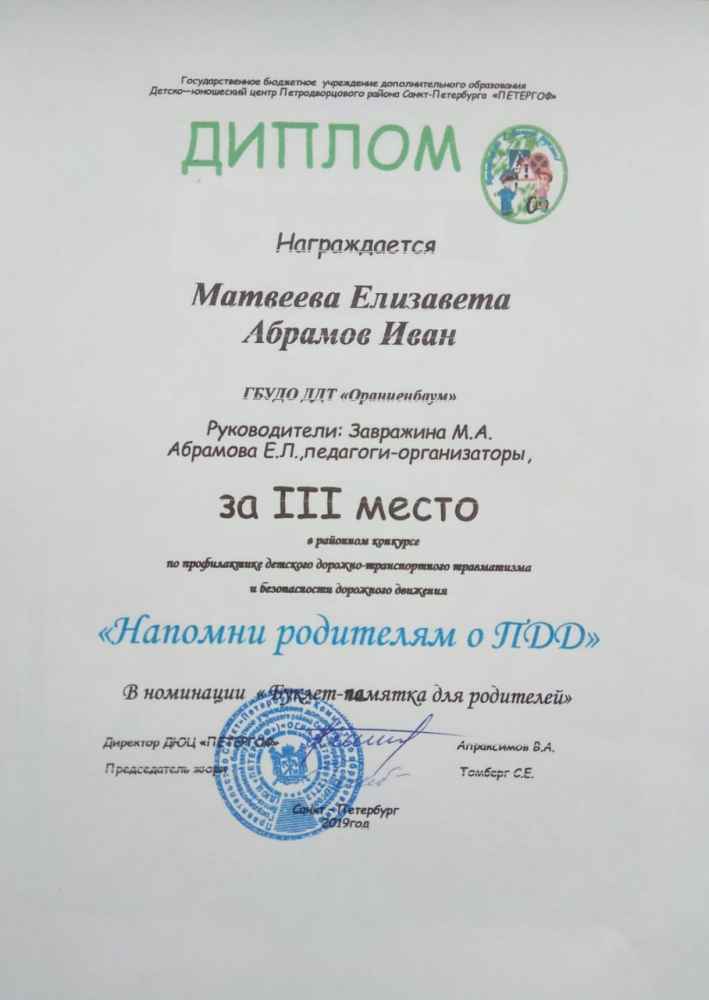 Государственное бюджетное учреждение дополнительного образования
Детско–юношеский центр Петродворцового района Санкт-Петербурга «ПЕТЕРГОФ»
ДИПЛОМ
Награждается
Матвеева Елизавета
Абрамов Иван
ГБУДО ДДТ «Ораниенбаум»
Руководители: Завражина М.А.
Абрамова Е.Л.,педагоги-организаторы,
за III место
в районном конкурсе
по профилактике детского дорожно-транспортного травматизма
и безопасности дорожного движения
«Напомни родителям о ПДД»
В номинации «Буклет-памятка для родителей»
Директор ДЮЦ «ПЕТЕРГОФ» Апраксимов В.А.
Председатель жюри Томберг С.Е.
Санкт – Петербург
2019год